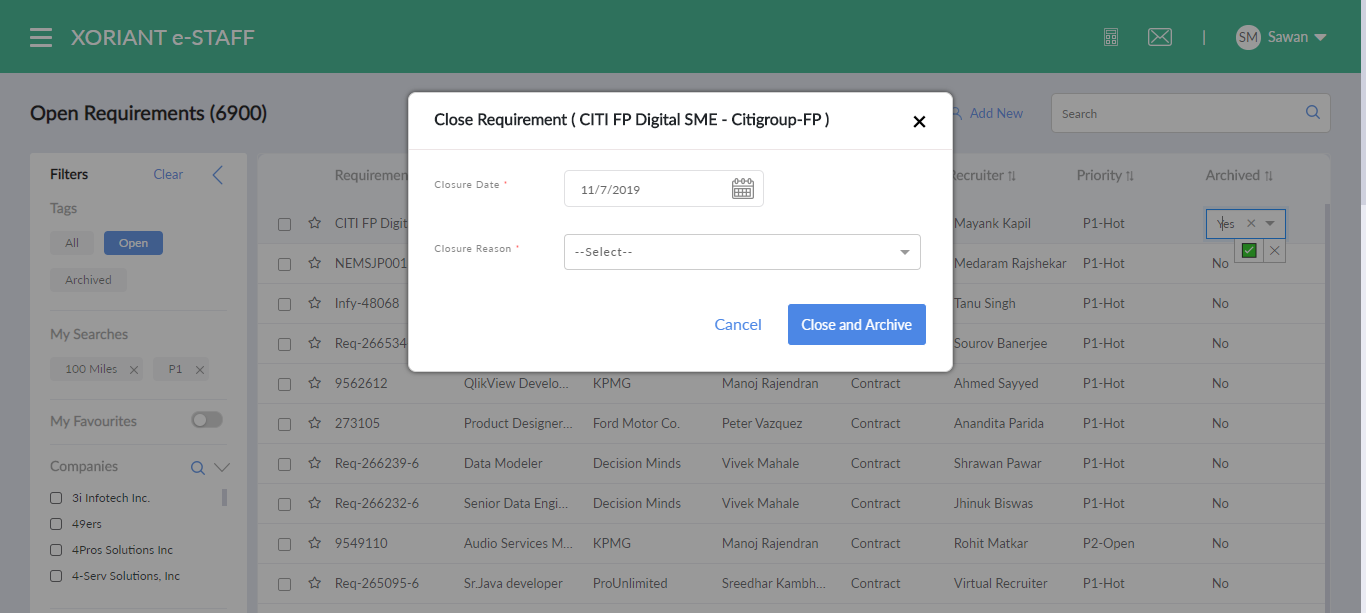 XORIANT e-STAFF
|
SM Sawan
Open Requirements (6900)
Add New
Search
Close Requirement ( CITI FP Digital SME - Citigroup-FP )
Closure Date *
11/7/2019
Closure Reason *
--Select--
Cancel
Close and Archive
Filters
Clear
Tags
All
Open
Archived
My Searches
100 Miles
P1
My Favourites
Companies
3i Infotech Inc.
49ers
4Pros Solutions Inc
4-Serv Solutions, Inc
Priority Archived
CITI FP Mayank Kapil P1-Hot Yes
NEMSJP001 Medaram Rajshekar P1-Hot No
Infy-48068 Tanu Singh P1-Hot No
Req-266534 Sourov Banerjee P1-Hot No
9562612 QlikView Develo... KPMG Manoj Rajendran Contract Ahmed Sayyed P1-Hot No
273105 Product Designer... Ford Motor Co. Peter Vazquez Contract Anandita Parida P1-Hot No
Req-266239-6 Data Modeler Decision Minds Vivek Mahale Contract Shrawan Pawar P1-Hot No
Req-266232-6 Senior Data Engi... Decision Minds Vivek Mahale Contract Jhinuk Biswas P1-Hot No
9549110 Audio Services M... KPMG Manoj Rajendran Contract Rohit Matkar P2-Open No
Req-265095-6 Sr.Java developer ProUnlimited Sreedhar Kambh... Contract Virtual Recruiter P1-Hot No